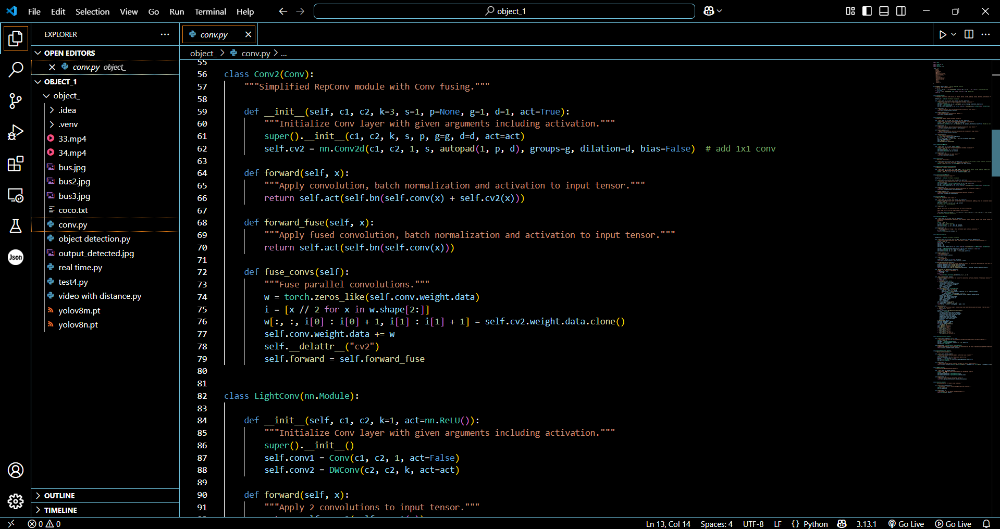 File Edit Selection View Go Run Terminal Help
object_1
EXPLORER
OPEN EDITORS
conv.py object_
OBJECT_1
object_
.idea
.venv
33.mp4
34.mp4
bus.jpg
bus2.jpg
bus3.jpg
coco.txt
conv.py
object detection.py
output_detected.jpg
real time.py
test4.py
video with distance.py
yolov8m.pt
yolov8n.pt
OUTLINE
TIMELINE
Json
conv.py
object_ > conv.py > ...
55
56 class Conv2(Conv):
57 """Simplified RepConv module with Conv fusing."""
58
59 def __init__(self, c1, c2, k=3, s=1, p=None, g=1, d=1, act=True):
60 """Initialize Conv layer with given arguments including activation."""
61 super().__init__(c1, c2, k, s, p, g=g, d=d, act=act)
62 self.cv2 = nn.Conv2d(c1, c2, 1, s, autopad(1, p, d), groups=g, dilation=d, bias=False) # add 1x1 conv
63
64 def forward(self, x):
65 """Apply convolution, batch normalization and activation to input tensor."""
66 return self.act(self.bn(self.conv(x) + self.cv2(x)))
67
68 def forward_fuse(self, x):
69 """Apply fused convolution, batch normalization and activation to input tensor."""
70 return self.act(self.bn(self.conv(x)))
71
72 def fuse_convs(self):
73 """Fuse parallel convolutions."""
74 w = torch.zeros_like(self.conv.weight.data)
75 i = [x // 2 for x in w.shape[2:]]
76 w[:, :, i[0] : i[0] + 1, i[1] : i[1] + 1] = self.cv2.weight.data.clone()
77 self.conv.weight.data += w
78 self.__delattr__("cv2")
79 self.forward = self.forward_fuse
80
81
82 class LightConv(nn.Module):
83
84 def __init__(self, c1, c2, k=1, act=nn.ReLU()):
85 """Initialize Conv layer with given arguments including activation."""
86 super().__init__()
87 self.conv1 = Conv(c1, c2, 1, act=False)
88 self.conv2 = DWConv(c2, c2, k, act=act)
89
90 def forward(self, x):
91 """Apply 2 convolutions to input tensor."""
0 0
Ln 13, Col 14 Spaces: 4 UTF-8 LF {} Python 3.13.1 Go Live Go Live